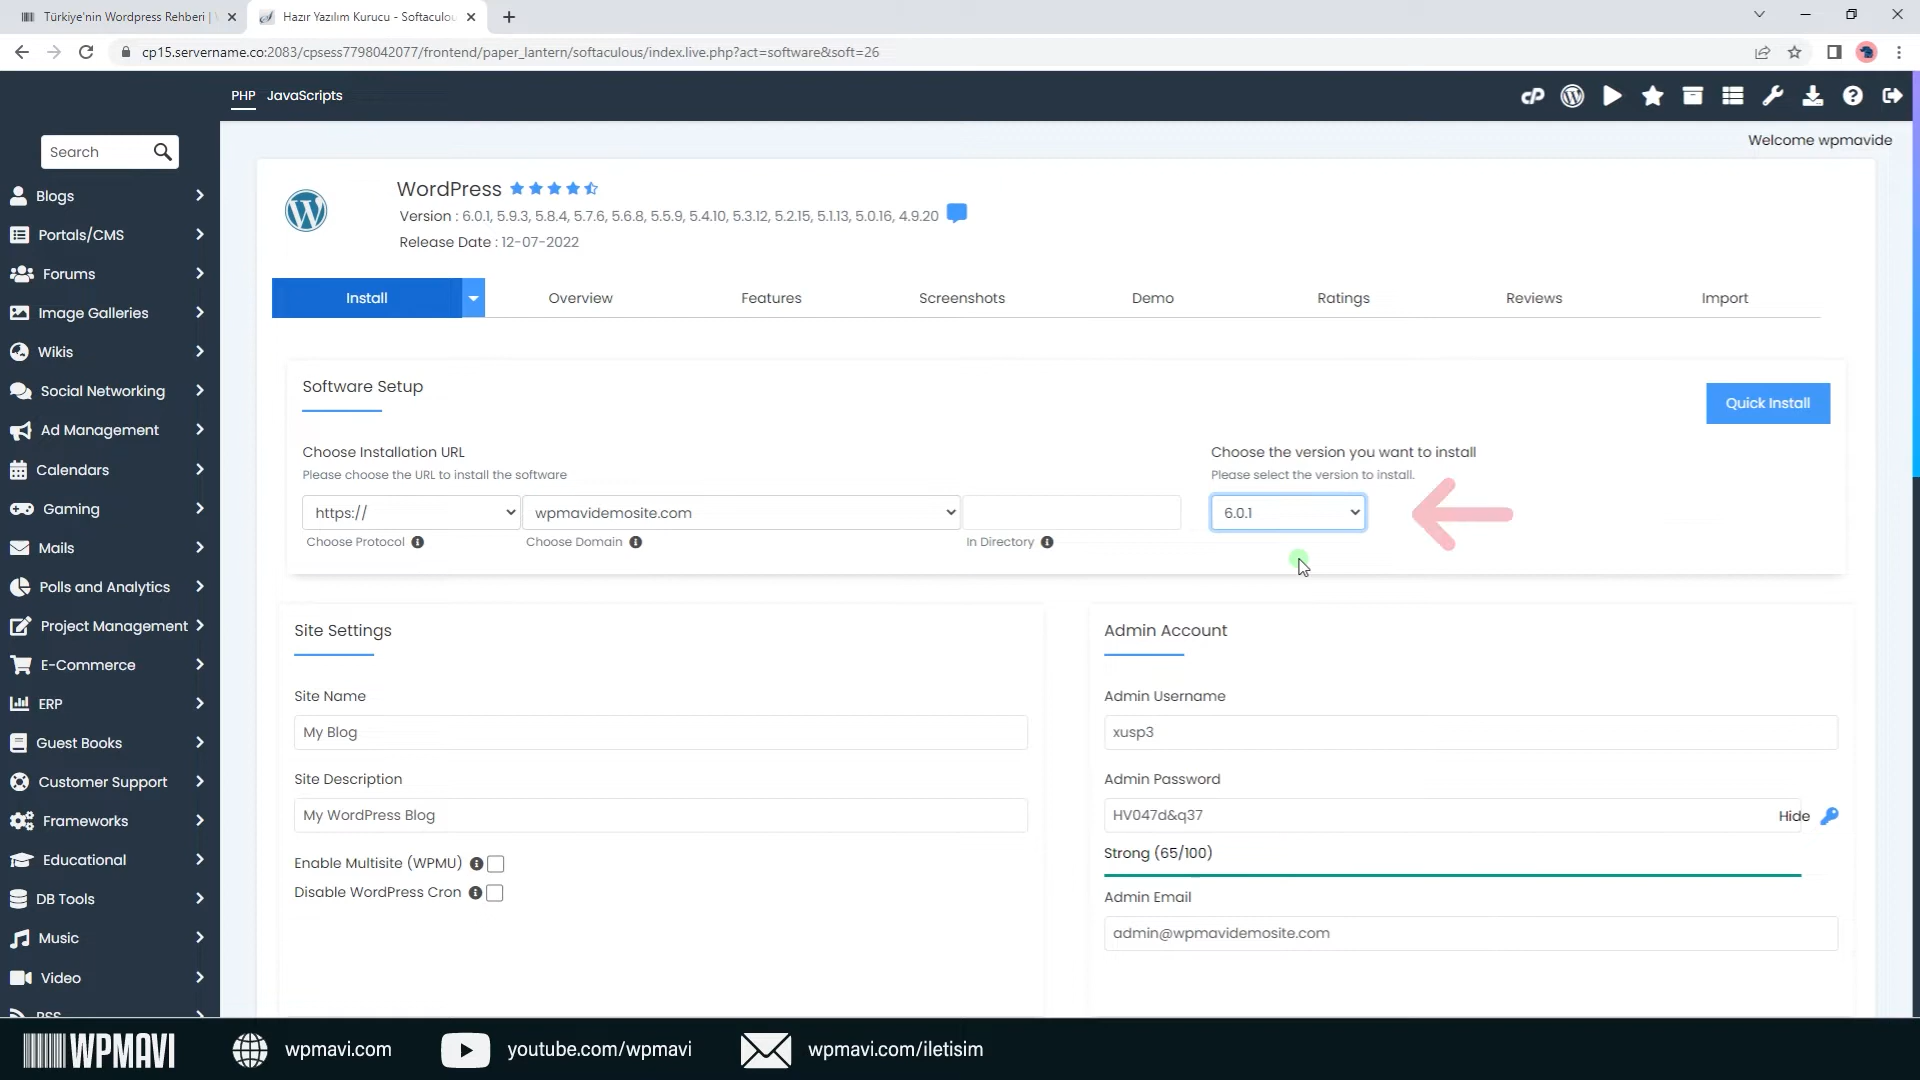 Türkiye'nin Wordpress Rehberi |
Hazır Yazılım Kurucu - Softaculou
cp15.servername.co:2083/cpsess7798042077/frontend/paper_lantern/softaculous/index.live.php?act=software&soft=26
PHP JavaScripts
cP
Welcome wpmavide
Search
Blogs
Portals/CMS
Forums
Image Galleries
Wikis
Social Networking
Ad Management
Calendars
Gaming
Mails
Polls and Analytics
Project Management
E-Commerce
ERP
Guest Books
Customer Support
Frameworks
Educational
DB Tools
Music
Video
RSS
WordPress
Version : 6.0.1, 5.9.3, 5.8.4, 5.7.6, 5.6.8, 5.5.9, 5.4.10, 5.3.12, 5.2.15, 5.1.13, 5.0.16, 4.9.20
Release Date : 12-07-2022
Install Overview Features Screenshots Demo Ratings Reviews Import
Software Setup
Quick Install
Choose Installation URL
Please choose the URL to install the software
https:// wpmavidemosite.com
Choose Protocol Choose Domain In Directory
Choose the version you want to install
Please select the version to install.
6.0.1
Site Settings
Site Name
My Blog
Site Description
My WordPress Blog
Enable Multisite (WPMU)
Disable WordPress Cron
Admin Account
Admin Username
xusp3
Admin Password
HV047d&q37 Hide
Strong (65/100)
Admin Email
admin@wpmavidemosite.com
WPMAVI wpmavi.com youtube.com/wpmavi wpmavi.com/iletisim